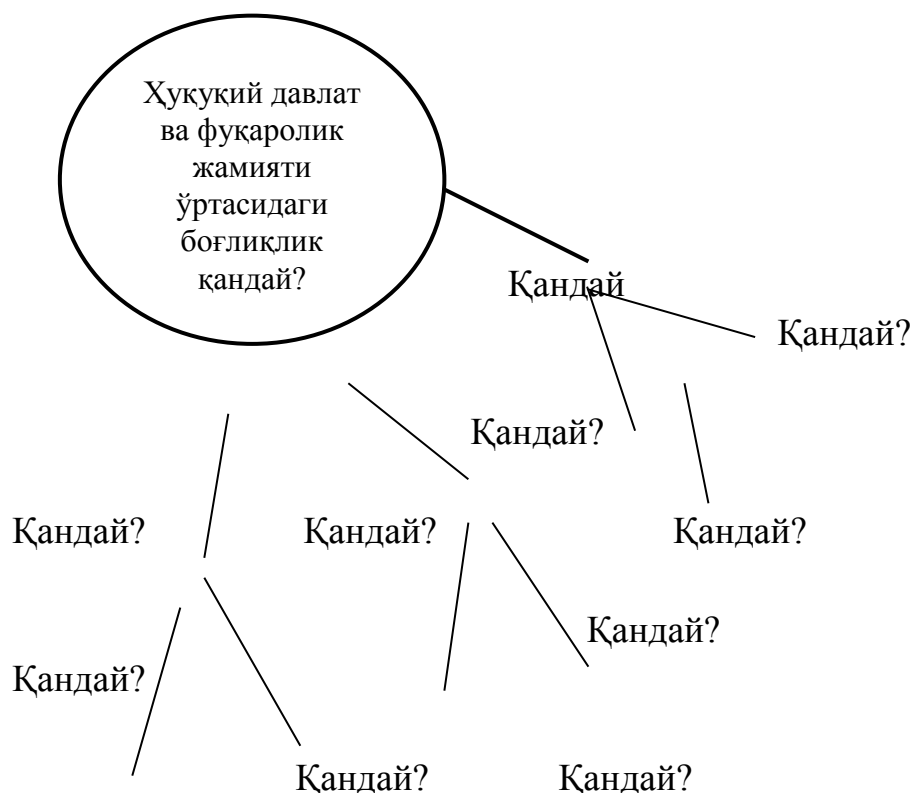 Ҳуқуқий давлат
ва фуқаролик
жамияти
ўртасидаги
боғлиқлик
қандай?
Қандай
Қандай?
Қандай?
Қандай?
Қандай?
Қандай?
Қандай?
Қандай?
Қандай?
Қандай?